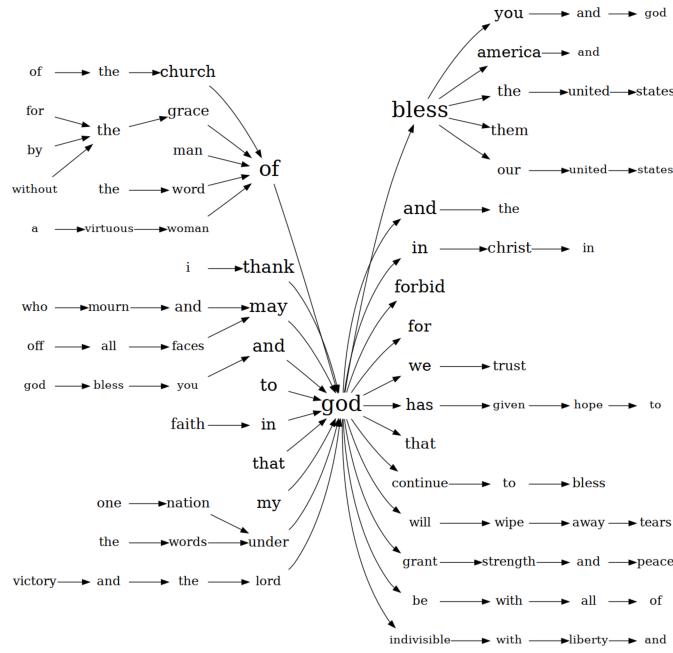 you and god
america and
of the church
bless the united states
for grace
the
them
by man
of our united states
without the word
a virtuous woman
and the
in christ in
i thank
forbid
who mourn and may
for
off all faces and
we trust
god bless you to
god has given hope to
faith in
that
that
continue to bless
my
one nation
will wipe away tears
the words under
grant strength and peace
victory and the lord
be with all of
indivisible with liberty and